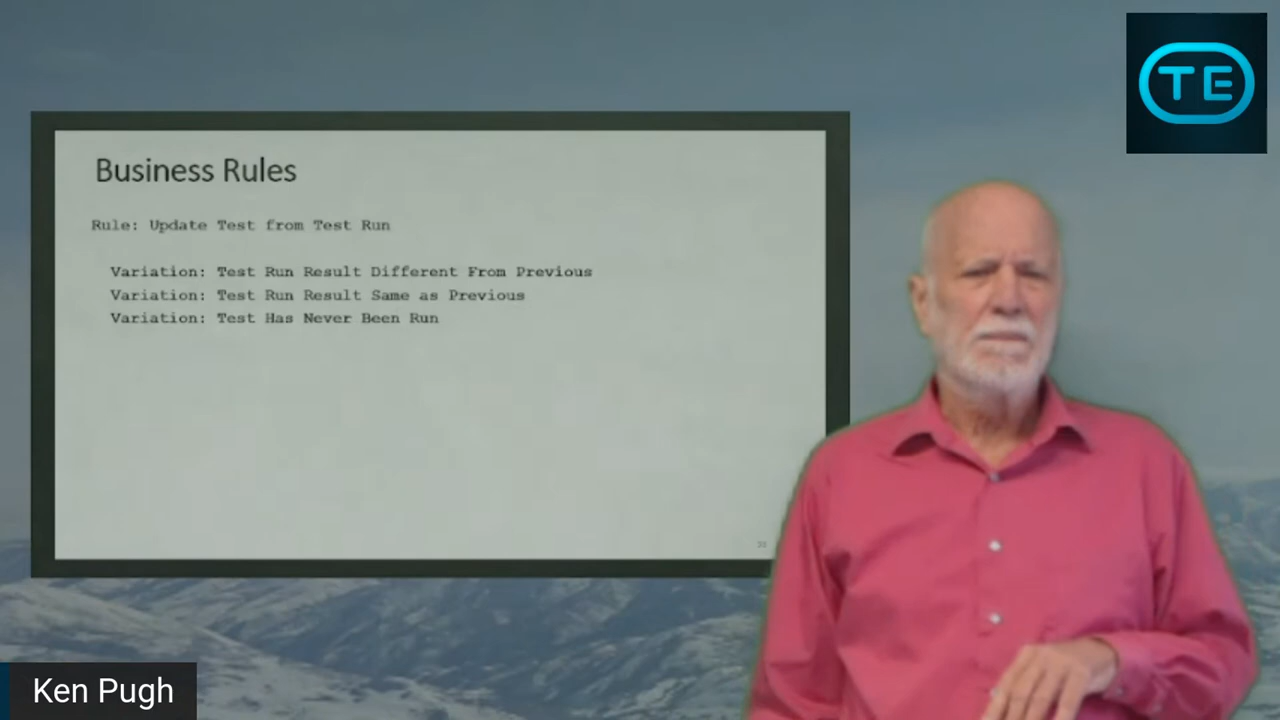 TE
Business Rules
Rule: Update Test from Test Run
Variation: Test Run Result Different From Previous
Variation: Test Run Result Same as Previous
Variation: Test Has Never Been Run
Ken Pugh